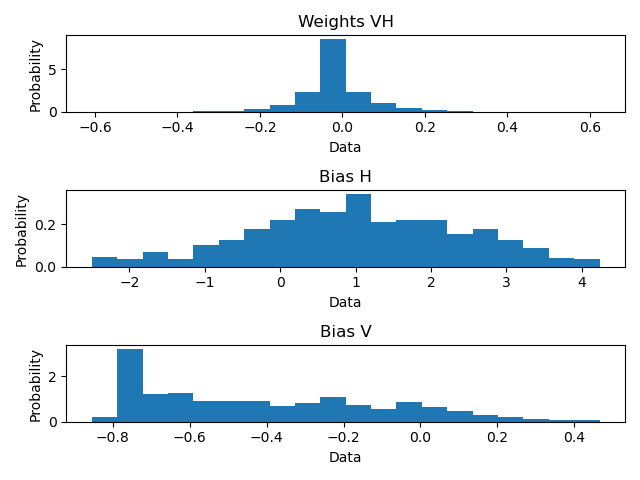 Weights VH
Probability
5
0
−0.6 −0.4 −0.2 0.0 0.2 0.4 0.6
Data
Bias H
Probability
0.2
0.0
−2 −1 0 1 2 3 4
Data
Bias V
Probability
2
0
−0.8 −0.6 −0.4 −0.2 0.0 0.2 0.4
Data